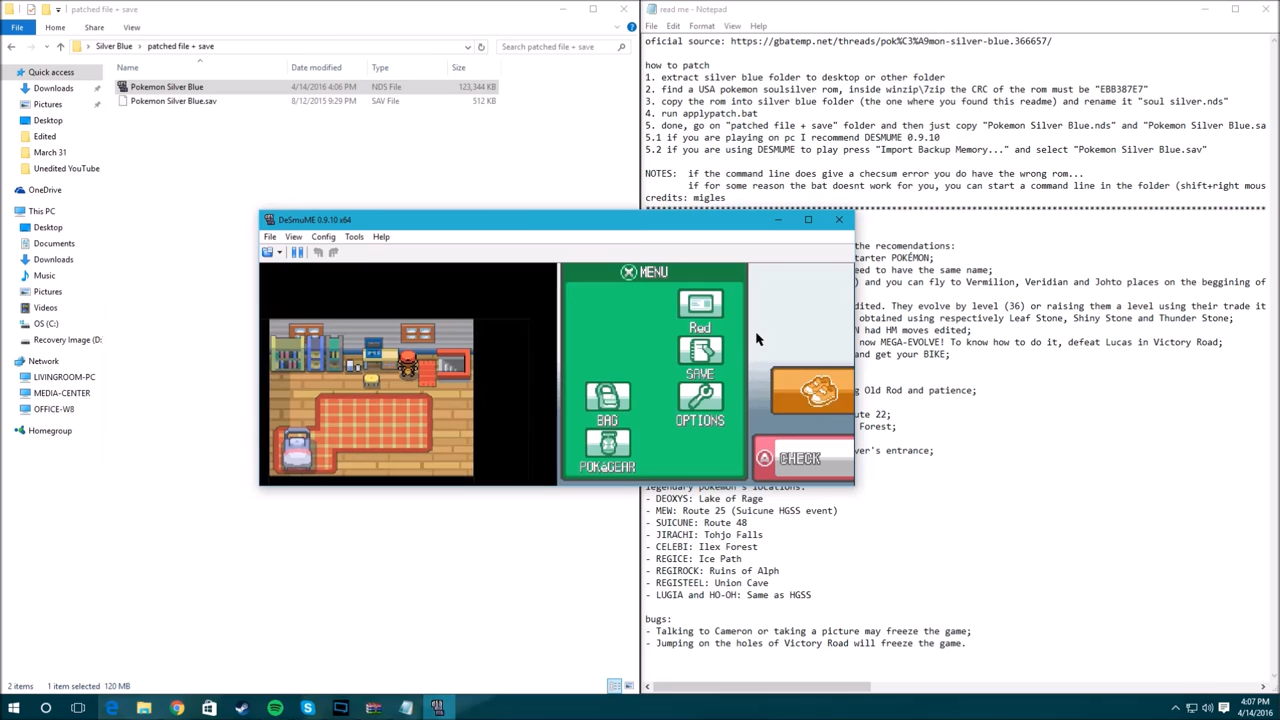 patched file + save
File
Home
Share
View
Silver Blue
patched file + save
Search patched file + save
Name
Date modified
Type
Size
Quick access
Downloads
Pictures
Desktop
Edited
March 31
Unedited YouTube
OneDrive
This PC
Desktop
Documents
Downloads
Music
Pictures
Videos
OS (C:)
Recovery Image (D:
Network
LIVINGROOM-PC
MEDIA-CENTER
OFFICE-W8
Homegroup
Pokemon Silver Blue 4/14/2016 4:06 PM NDS File 123,344 KB
Pokemon Silver Blue.sav 8/12/2015 9:29 PM SAV File 512 KB
2 items 1 item selected 120 MB
read me - Notepad
File Edit Format View Help
oficial source: https://gbatemp.net/threads/pok%C3%A9mon-silver-blue.366657/
how to patch
1. extract silver blue folder to desktop or other folder
2. find a USA pokemon soulsilver rom, inside winzip\7zip the CRC of the rom must be "EBB387E7"
3. copy the rom into silver blue folder (the one where you found this readme) and rename it "soul silver.nds"
4. run applypatch.bat
5. done, go on "patched file + save" folder and then just copy "Pokemon Silver Blue.nds" and "Pokemon Silver Blue.sa
5.1 if you are playing on pc I recommend DESMUME 0.9.10
5.2 if you are using DESMUME to play press "Import Backup Memory..." and select "Pokemon Silver Blue.sav"
NOTES: if the command line does give a checsum error you do have the wrong rom...
if for some reason the bat doesnt work for you, you can start a command line in the folder (shift+right mous
credits: migles
the recomendations:
starter POKÉMON;
eed to have the same name;
) and you can fly to Vermilion, Veridian and Johto places on the beggining of
dited. They evolve by level (36) or raising them a level using their trade it
obtained using respectively Leaf Stone, Shiny Stone and Thunder Stone;
N had HM moves edited;
now MEGA-EVOLVE! To know how to do it, defeat Lucas in Victory Road;
and get your BIKE;
g Old Rod and patience;
ute 22;
Forest;
ver's entrance;
legendary pokemon's locations:
- DEOXYS: Lake of Rage
- MEW: Route 25 (Suicune HGSS event)
- SUICUNE: Route 48
- JIRACHI: Tohjo Falls
- CELEBI: Ilex Forest
- REGICE: Ice Path
- REGIROCK: Ruins of Alph
- REGISTEEL: Union Cave
- LUGIA and HO-OH: Same as HGSS
bugs:
- Talking to Cameron or taking a picture may freeze the game;
- Jumping on the holes of Victory Road will freeze the game.
DeSmuME 0.9.10 x64
File View Config Tools Help
MENU
Red
SAVE
BAG
OPTIONS
POKéGEAR
CHECK
4:07 PM
4/14/2016